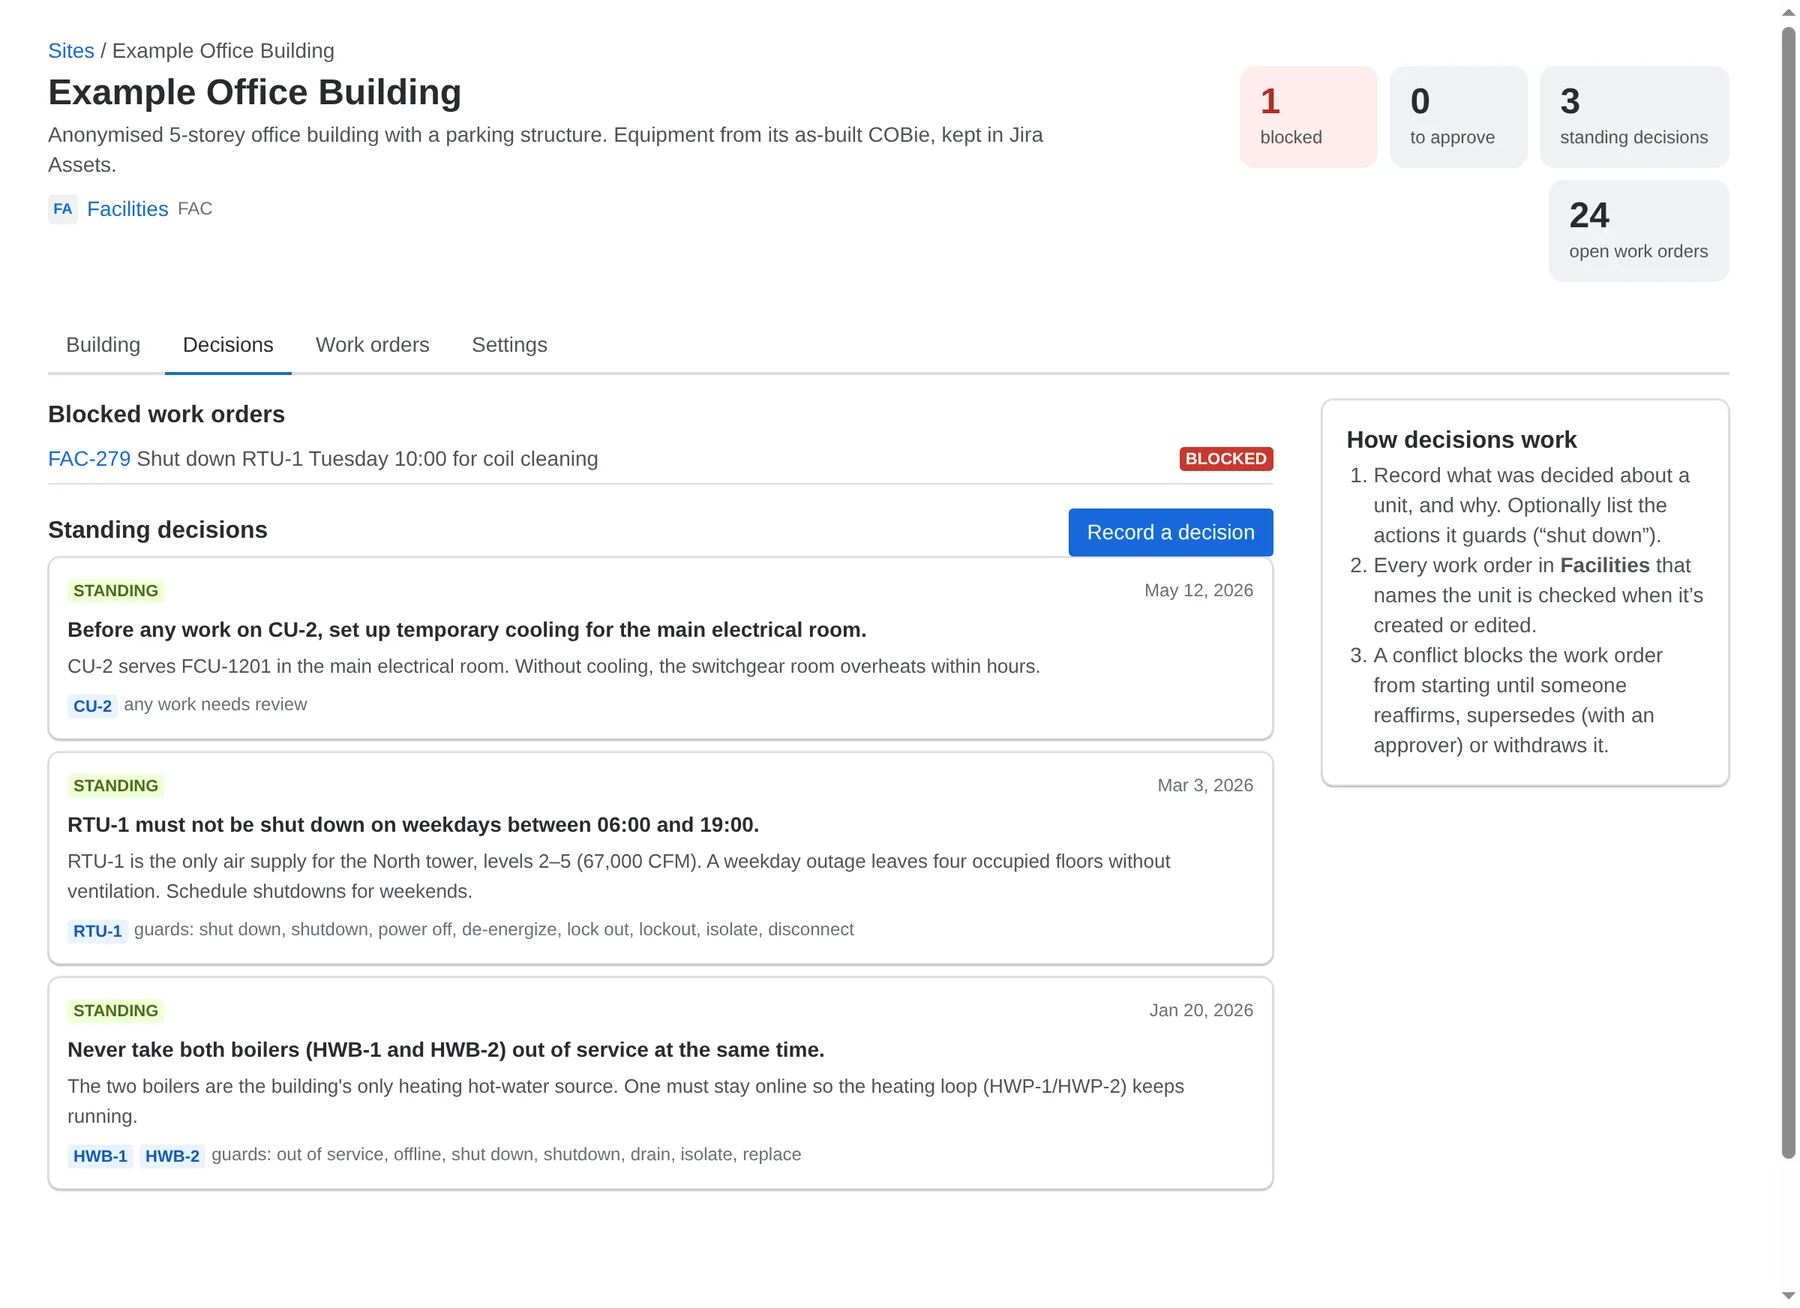 Sites / Example Office Building
Example Office Building
Anonymised 5-storey office building with a parking structure. Equipment from its as-built COBie, kept in Jira
Assets.
FA Facilities FAC
1
blocked
0
to approve
3
standing decisions
24
open work orders
Building
Decisions
Work orders
Settings
Blocked work orders
FAC-279 Shut down RTU-1 Tuesday 10:00 for coil cleaning
BLOCKED
Standing decisions
Record a decision
STANDING
May 12, 2026
Before any work on CU-2, set up temporary cooling for the main electrical room.
CU-2 serves FCU-1201 in the main electrical room. Without cooling, the switchgear room overheats within hours.
CU-2 any work needs review
STANDING
Mar 3, 2026
RTU-1 must not be shut down on weekdays between 06:00 and 19:00.
RTU-1 is the only air supply for the North tower, levels 2–5 (67,000 CFM). A weekday outage leaves four occupied floors without
ventilation. Schedule shutdowns for weekends.
RTU-1 guards: shut down, shutdown, power off, de-energize, lock out, lockout, isolate, disconnect
STANDING
Jan 20, 2026
Never take both boilers (HWB-1 and HWB-2) out of service at the same time.
The two boilers are the building's only heating hot-water source. One must stay online so the heating loop (HWP-1/HWP-2) keeps
running.
HWB-1 HWB-2 guards: out of service, offline, shut down, shutdown, drain, isolate, replace
How decisions work
1. Record what was decided about a
unit, and why. Optionally list the
actions it guards (“shut down”).
2. Every work order in Facilities that
names the unit is checked when it’s
created or edited.
3. A conflict blocks the work order
from starting until someone
reaffirms, supersedes (with an
approver) or withdraws it.